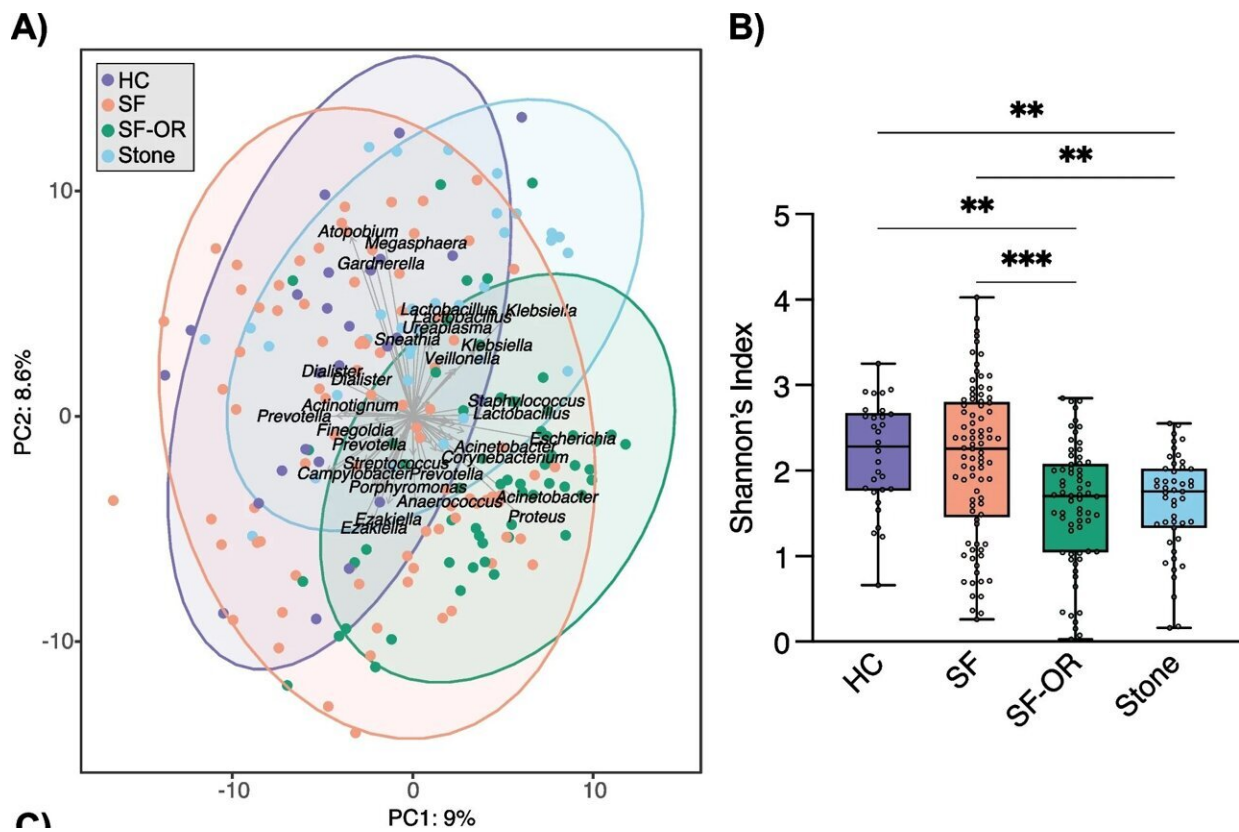 A)
HC
SF
SF-OR
Stone
PC2: 8.6%
10
0
-10
Atopobium
Megasphaera
Gardnerella
Lactobacillus
Klebsiella
Lactobacillus
Ureaplasma
Sneathia
Klebsiella
Veillonella
Dialister
Dialister
Staphylococcus
Actinotignum
Lactobacillus
Prevotella
Finegoldia
Escherichia
Prevotella
Acinetobacter
Corynebacterium
Streptococcus
Campylobacter
Prevotella
Porphyromonas
Acinetobacter
Anaerococcus
Proteus
Ezakiella
Ezakiella
-10
0
10
PC1: 9%
B)
**
**
**
***
Shannon's Index
5
4
3
2
1
0
HC
SF
SF-OR
Stone
C)